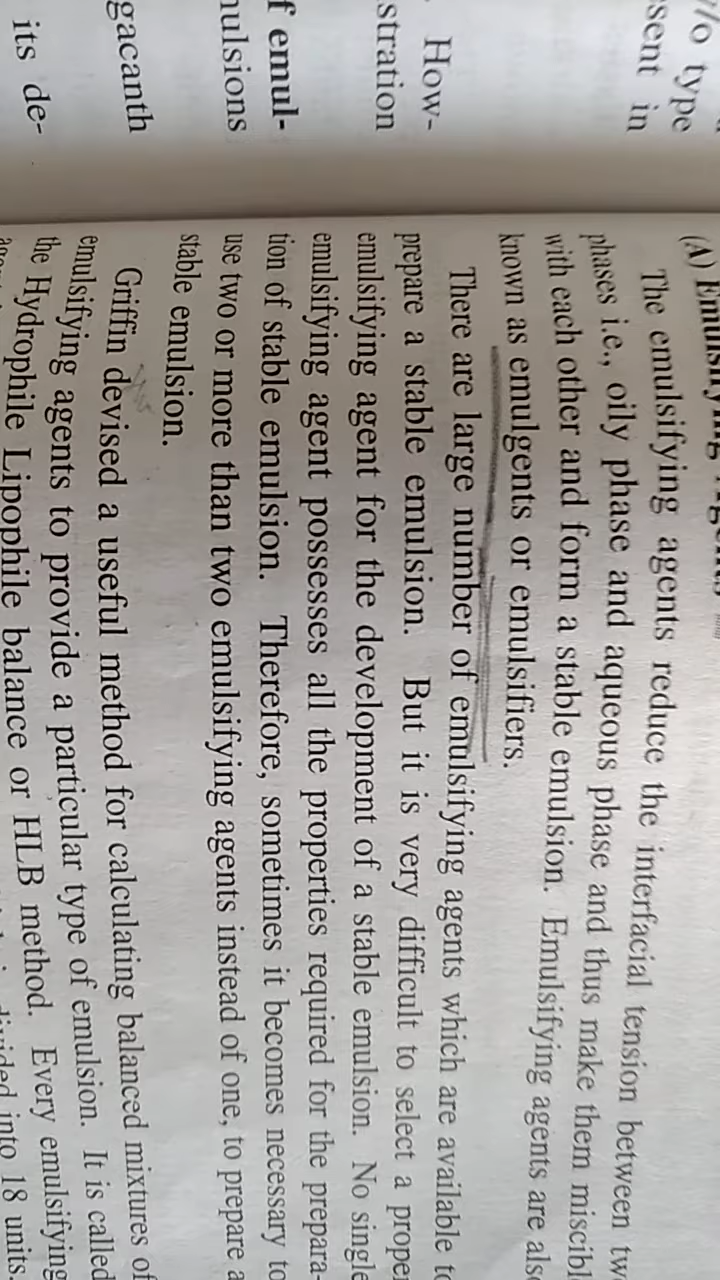 w/o type
sent in
How-
stration
f emul-
nulsions
gacanth
its de-
(A) Emulsifying Agents
The emulsifying agents reduce the interfacial tension between tw
phases i.e., oily phase and aqueous phase and thus make them miscibl
with each other and form a stable emulsion. Emulsifying agents are als
known as emulgents or emulsifiers.
There are large number of emulsifying agents which are available to
prepare a stable emulsion. But it is very difficult to select a proper
emulsifying agent for the development of a stable emulsion. No single
emulsifying agent possesses all the properties required for the prepara-
tion of stable emulsion. Therefore, sometimes it becomes necessary to
use two or more than two emulsifying agents instead of one, to prepare a
stable emulsion.
Griffin devised a useful method for calculating balanced mixtures of
emulsifying agents to provide a particular type of emulsion. It is called
the Hydrophile Lipophile balance or HLB method. Every emulsifying
divided into 18 units.